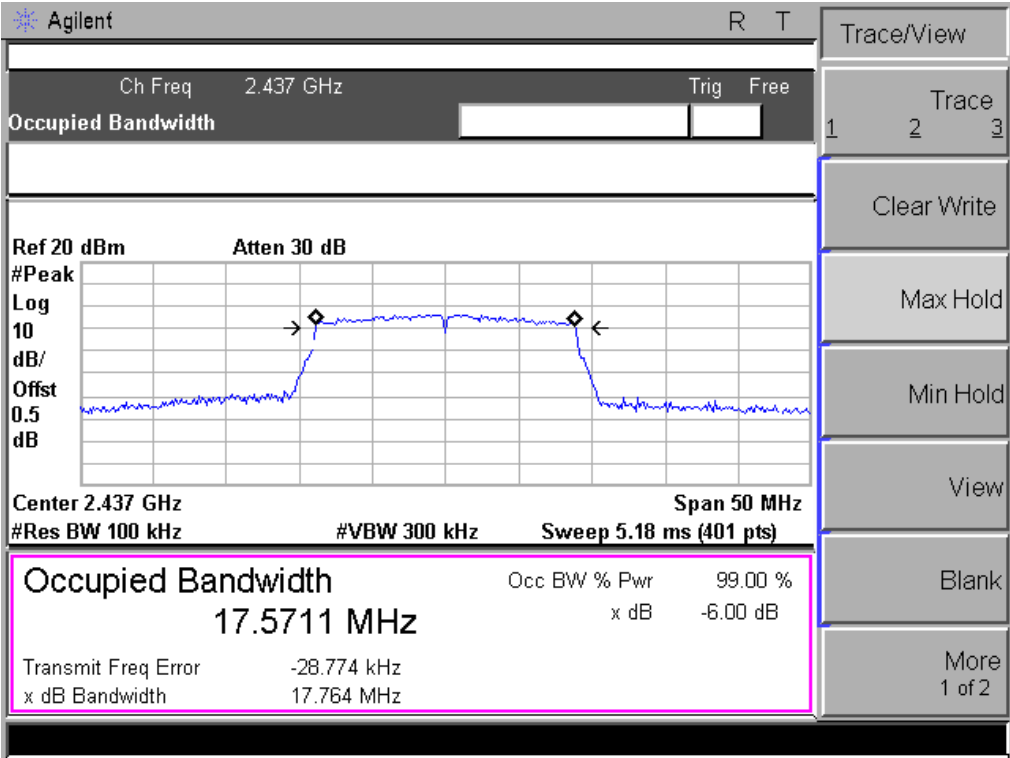 Agilent R T
Trace/View
Ch Freq 2.437 GHz Trig Free
Occupied Bandwidth
Trace
1 2 3
Clear Write
Max Hold
Min Hold
View
Blank
More
1 of 2
Ref 20 dBm Atten 30 dB
#Peak
Log
10
dB/
Offst
0.5
dB
Center 2.437 GHz Span 50 MHz
#Res BW 100 kHz #VBW 300 kHz Sweep 5.18 ms (401 pts)
Occupied Bandwidth Occ BW % Pwr 99.00 %
17.5711 MHz x dB -6.00 dB
Transmit Freq Error -28.774 kHz
x dB Bandwidth 17.764 MHz